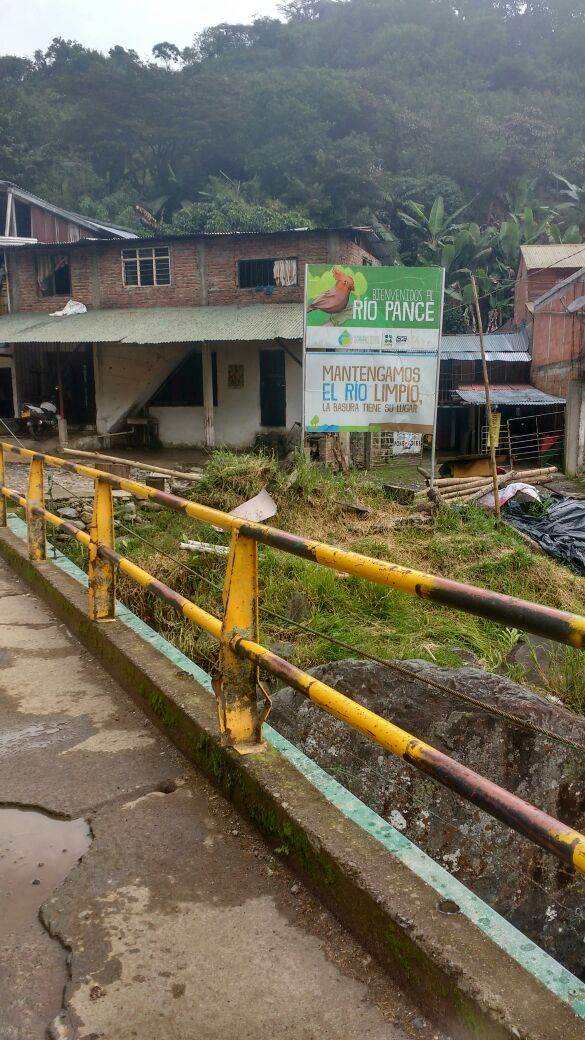 BIENVENIDOS AL
RÍO PANCE
MANTENGAMOS
EL RÍO LIMPIO,
LA BASURA TIENE SU LUGAR